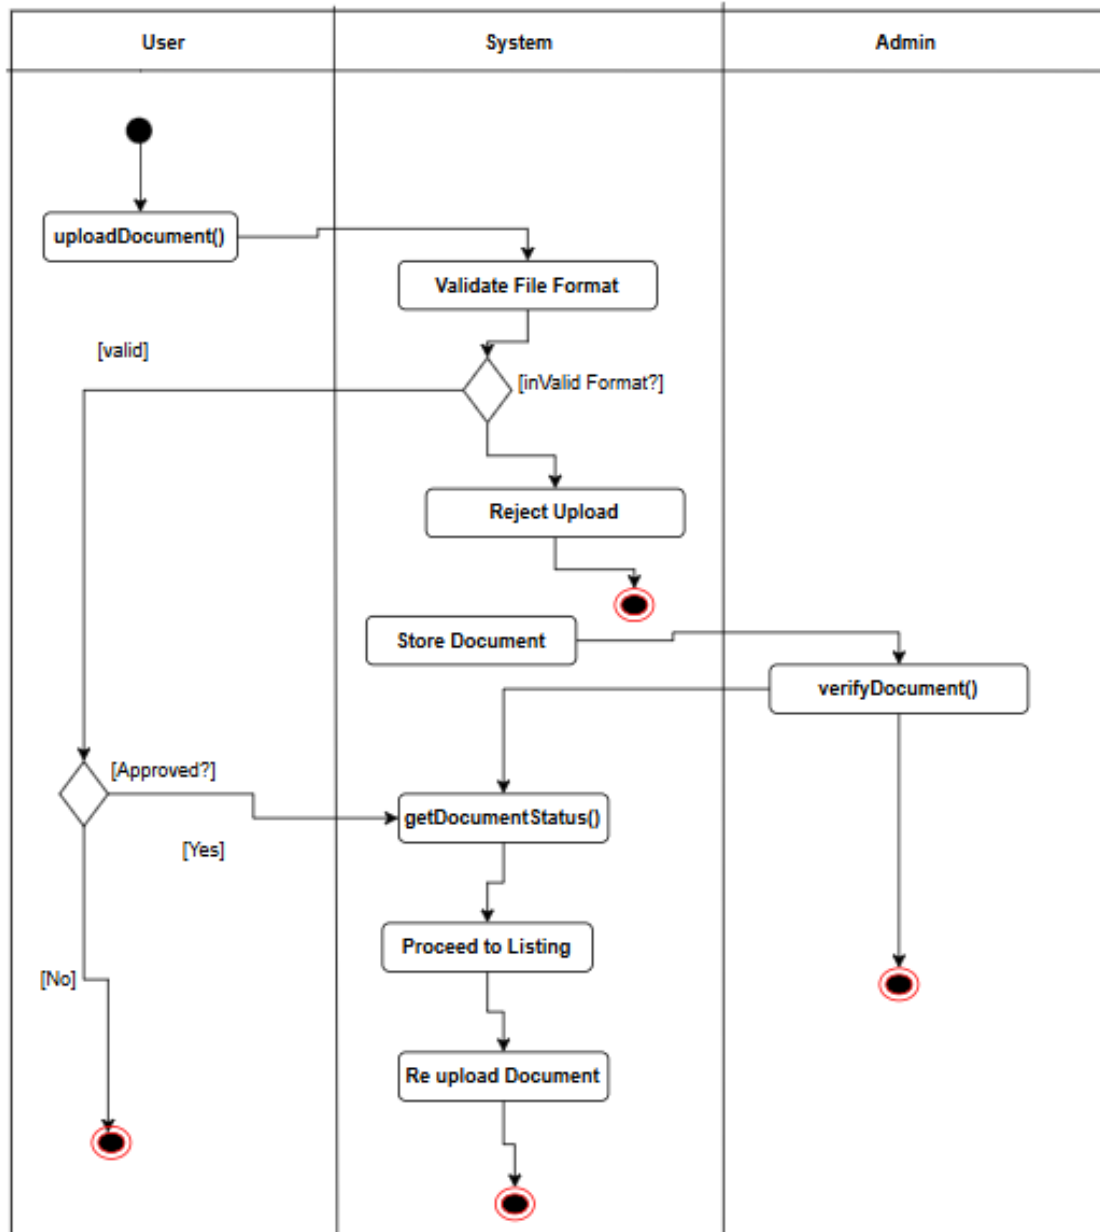 User
System
Admin
uploadDocument()
Validate File Format
[valid]
[inValid Format?]
Reject Upload
Store Document
verifyDocument()
[Approved?]
getDocumentStatus()
[Yes]
Proceed to Listing
[No]
Re upload Document